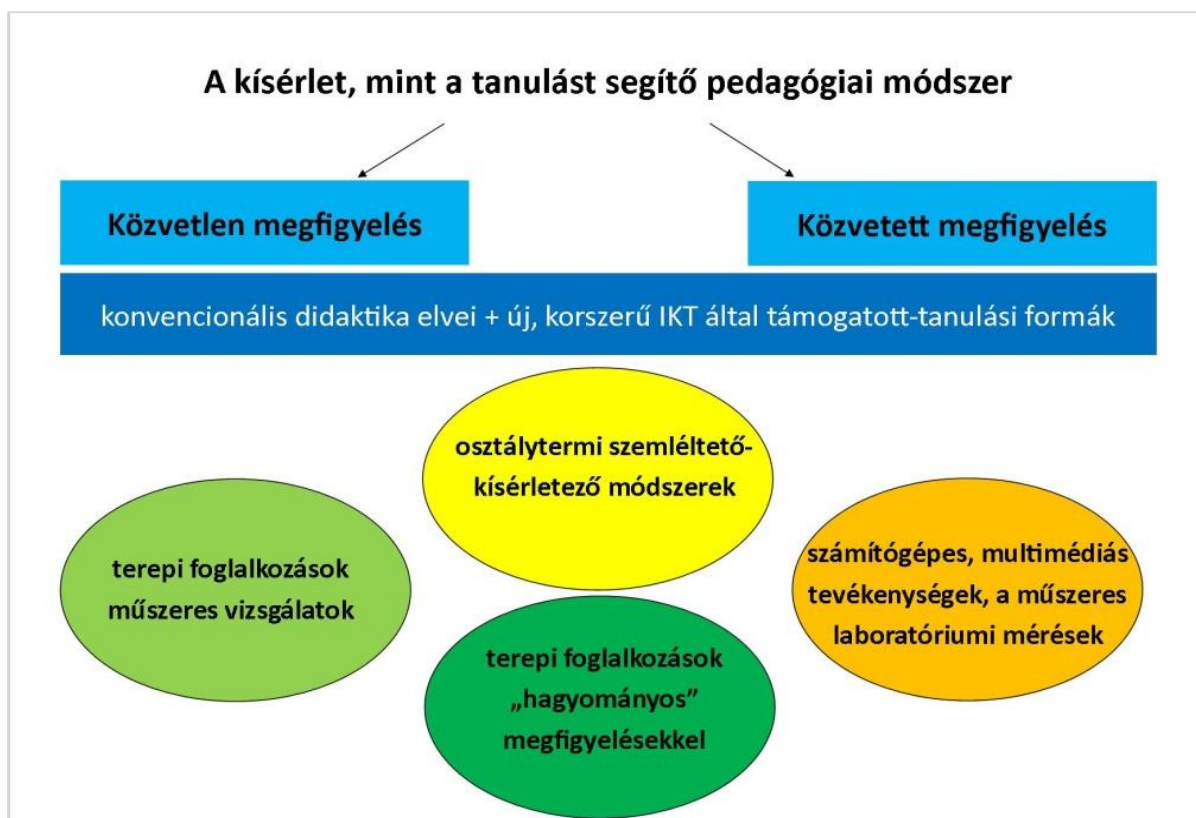 A kísérlet, mint a tanulást segítő pedagógiai módszer
Közvetlen megfigyelés
Közvetett megfigyelés
konvencionális didaktika elvei + új, korszerű IKT által támogatott-tanulási formák
osztálytermi szemléltető-
kísérletező módszerek
terepi foglalkozások
műszeres vizsgálatok
számítógépes, multimédiás
tevékenységek, a műszeres
laboratóriumi mérések
terepi foglalkozások
„hagyományos”
megfigyelésekkel